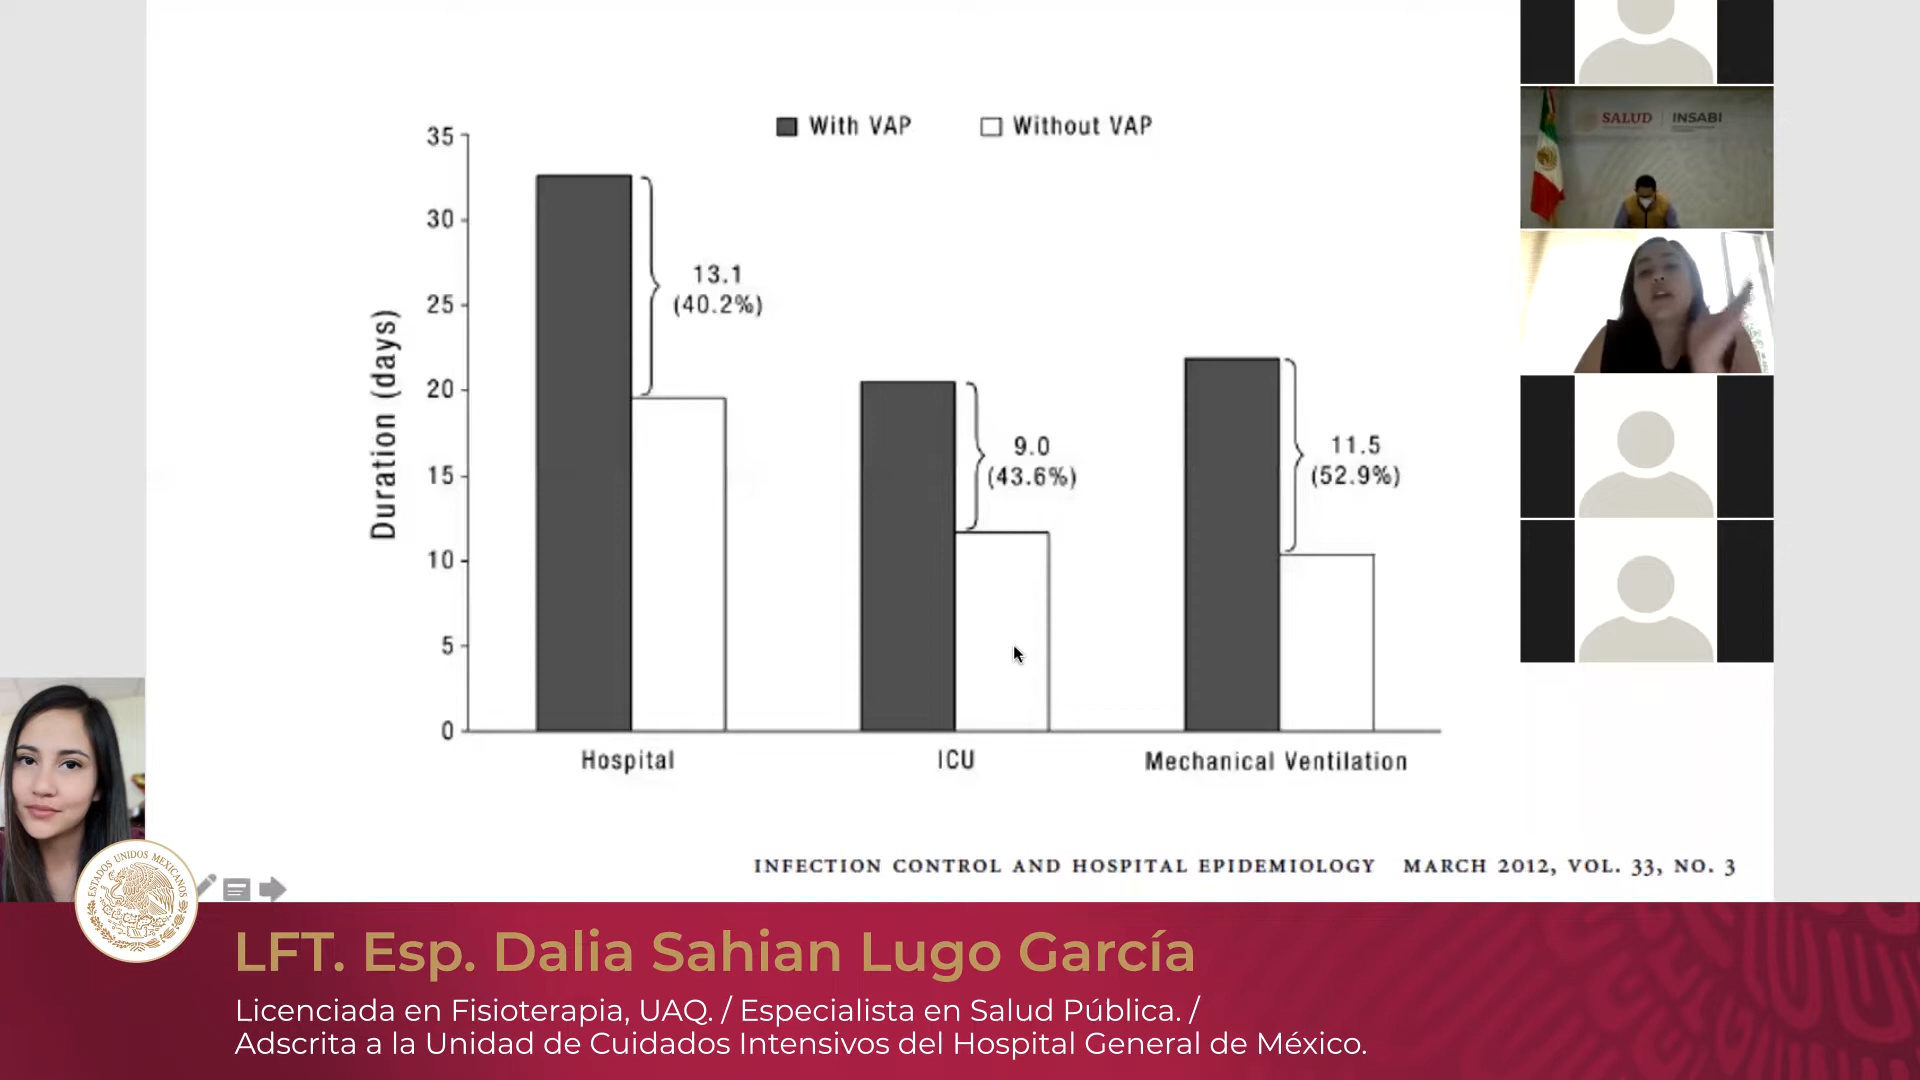 With VAP
Without VAP
35
30
25
20
15
10
5
0
Duration (days)
13.1
(40.2%)
9.0
(43.6%)
11.5
(52.9%)
Hospital
ICU
Mechanical Ventilation
INFECTION CONTROL AND HOSPITAL EPIDEMIOLOGY MARCH 2012, VOL. 33, NO. 3
SALUD
INSABI
ESTADOS UNIDOS MEXICANOS
LFT. Esp. Dalia Sahian Lugo García
Licenciada en Fisioterapia, UAQ. / Especialista en Salud Pública. /
Adscrita a la Unidad de Cuidados Intensivos del Hospital General de México.